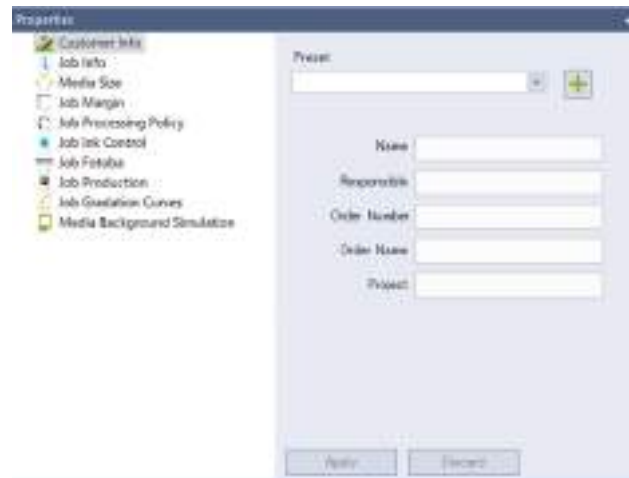 Properties
Customer Info
Job Info
Media Size
Job Margin
Job Processing Policy
Job Ink Control
Job Fotoba
Job Production
Job Gradation Curves
Media Background Simulation
Preset
Name
Responsible
Order Number
Order Name
Project
Apply
Discard